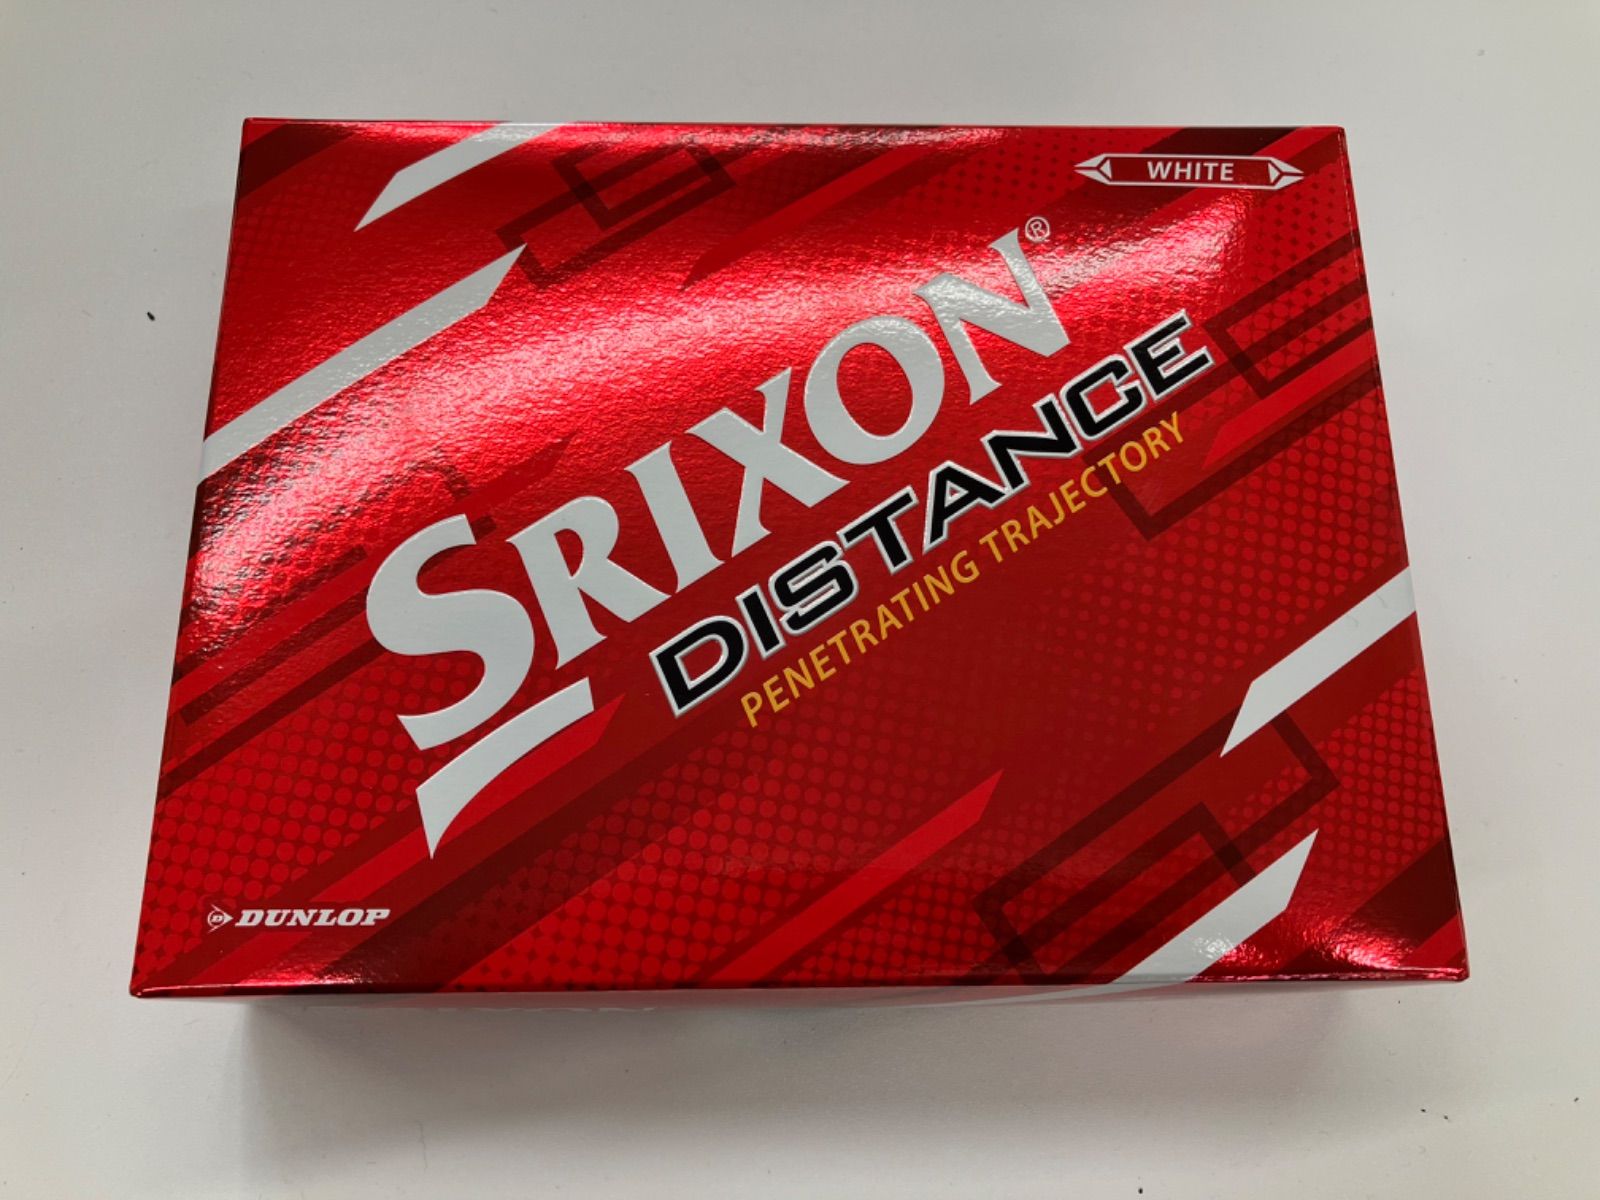 WHITE
SRIXON®
DISTANCE
PENETRATING TRAJECTORY
DUNLOP